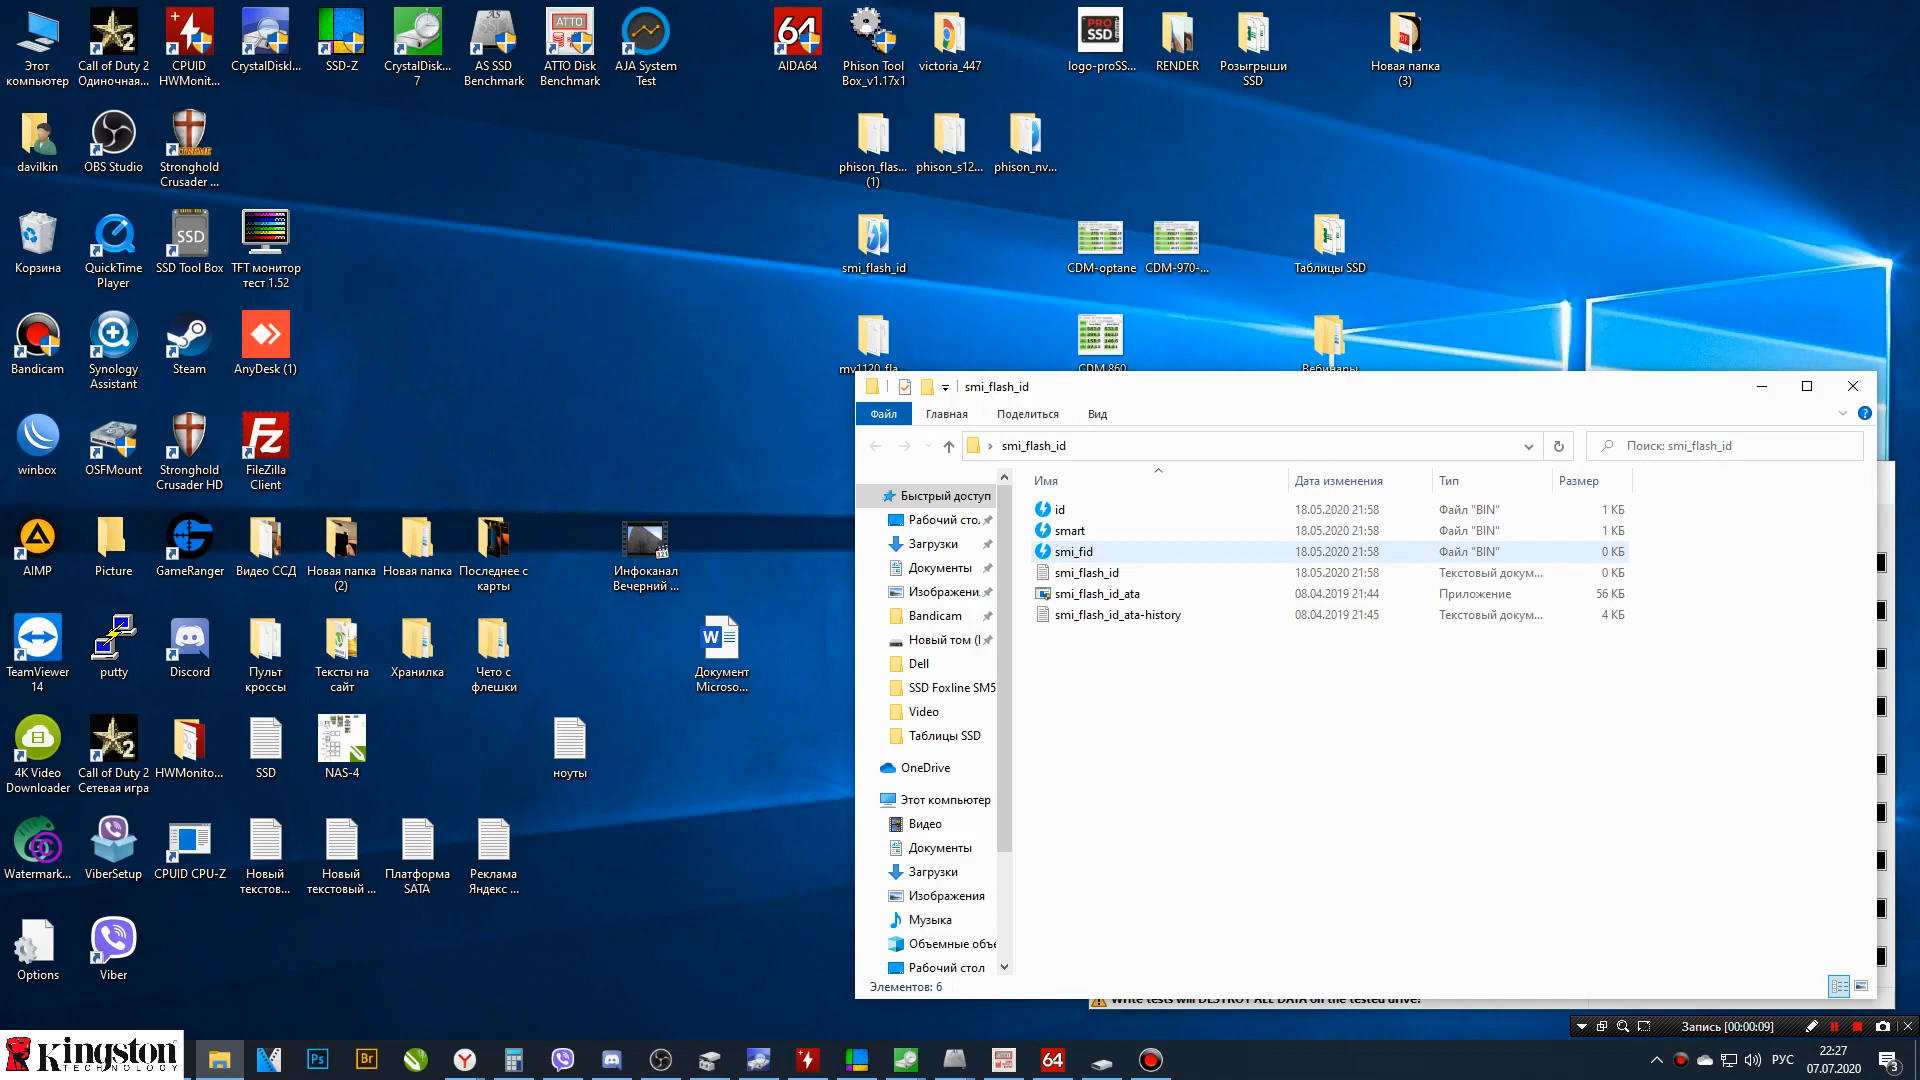 Этот компьютер
Call of Duty 2 Одиночная...
CPUID HWMonit...
CrystalDiskI...
SSD-Z
CrystalDisk... 7
AS SSD Benchmark
ATTO Disk Benchmark
AJA System Test
AIDA64
Phison Tool Box_v1.17x1
victoria_447
logo-proSS...
RENDER
Розыгрыши SSD
Новая папка (3)
davilkin
OBS Studio
Stronghold Crusader ...
phison_flas... (1)
phison_s12...
phison_nv...
Корзина
QuickTime Player
SSD Tool Box
TFT монитор тест 1.52
smi_flash_id
CDM-optane
CDM-970-...
Таблицы SSD
Bandicam
Synology Assistant
Steam
AnyDesk (1)
CDM 860
Вебинары
smi_flash_id
Файл
Главная
Поделиться
Вид
smi_flash_id
Поиск: smi_flash_id
winbox
OSFMount
Stronghold Crusader HD
FileZilla Client
Имя
Дата изменения
Тип
Размер
Быстрый доступ
Рабочий сто.
Загрузки
Документы
Изображени
Bandicam
Новый том (
Dell
SSD Foxline SM5
Video
Таблицы SSD
OneDrive
Этот компьютер
Видео
Документы
Загрузки
Изображения
Музыка
Объемные объе
Рабочий стол
id 18.05.2020 21:58 Файл "BIN" 1 КБ
smart 18.05.2020 21:58 Файл "BIN" 1 КБ
smi_fid 18.05.2020 21:58 Файл "BIN" 0 КБ
smi_flash_id 18.05.2020 21:58 Текстовый докум... 0 КБ
smi_flash_id_ata 08.04.2019 21:44 Приложение 56 КБ
smi_flash_id_ata-history 08.04.2019 21:45 Текстовый докум... 4 КБ
Элементов: 6
Write tests will DESTROY ALL DATA on the tested drive!
AIMP
Picture
GameRanger
Видео ССД
Новая папка (2)
Новая папка
Последнее с карты
Инфоканал Вечерний ...
TeamViewer 14
putty
Discord
Пульт кроссы
Тексты на сайт
Хранилка
Чето с флешки
Документ Microso...
4K Video Downloader
Call of Duty 2 Сетевая игра
HWMonito...
SSD
NAS-4
ноуты
Watermark...
ViberSetup
CPUID CPU-Z
Новый текстов...
Новый текстовый ...
Платформа SATA
Реклама Яндекс ...
Options
Viber
Запись [00:00:09]
Kingston
TECHNOLOGY
Ps
Br
64
РУС
22:27
07.07.2020
3